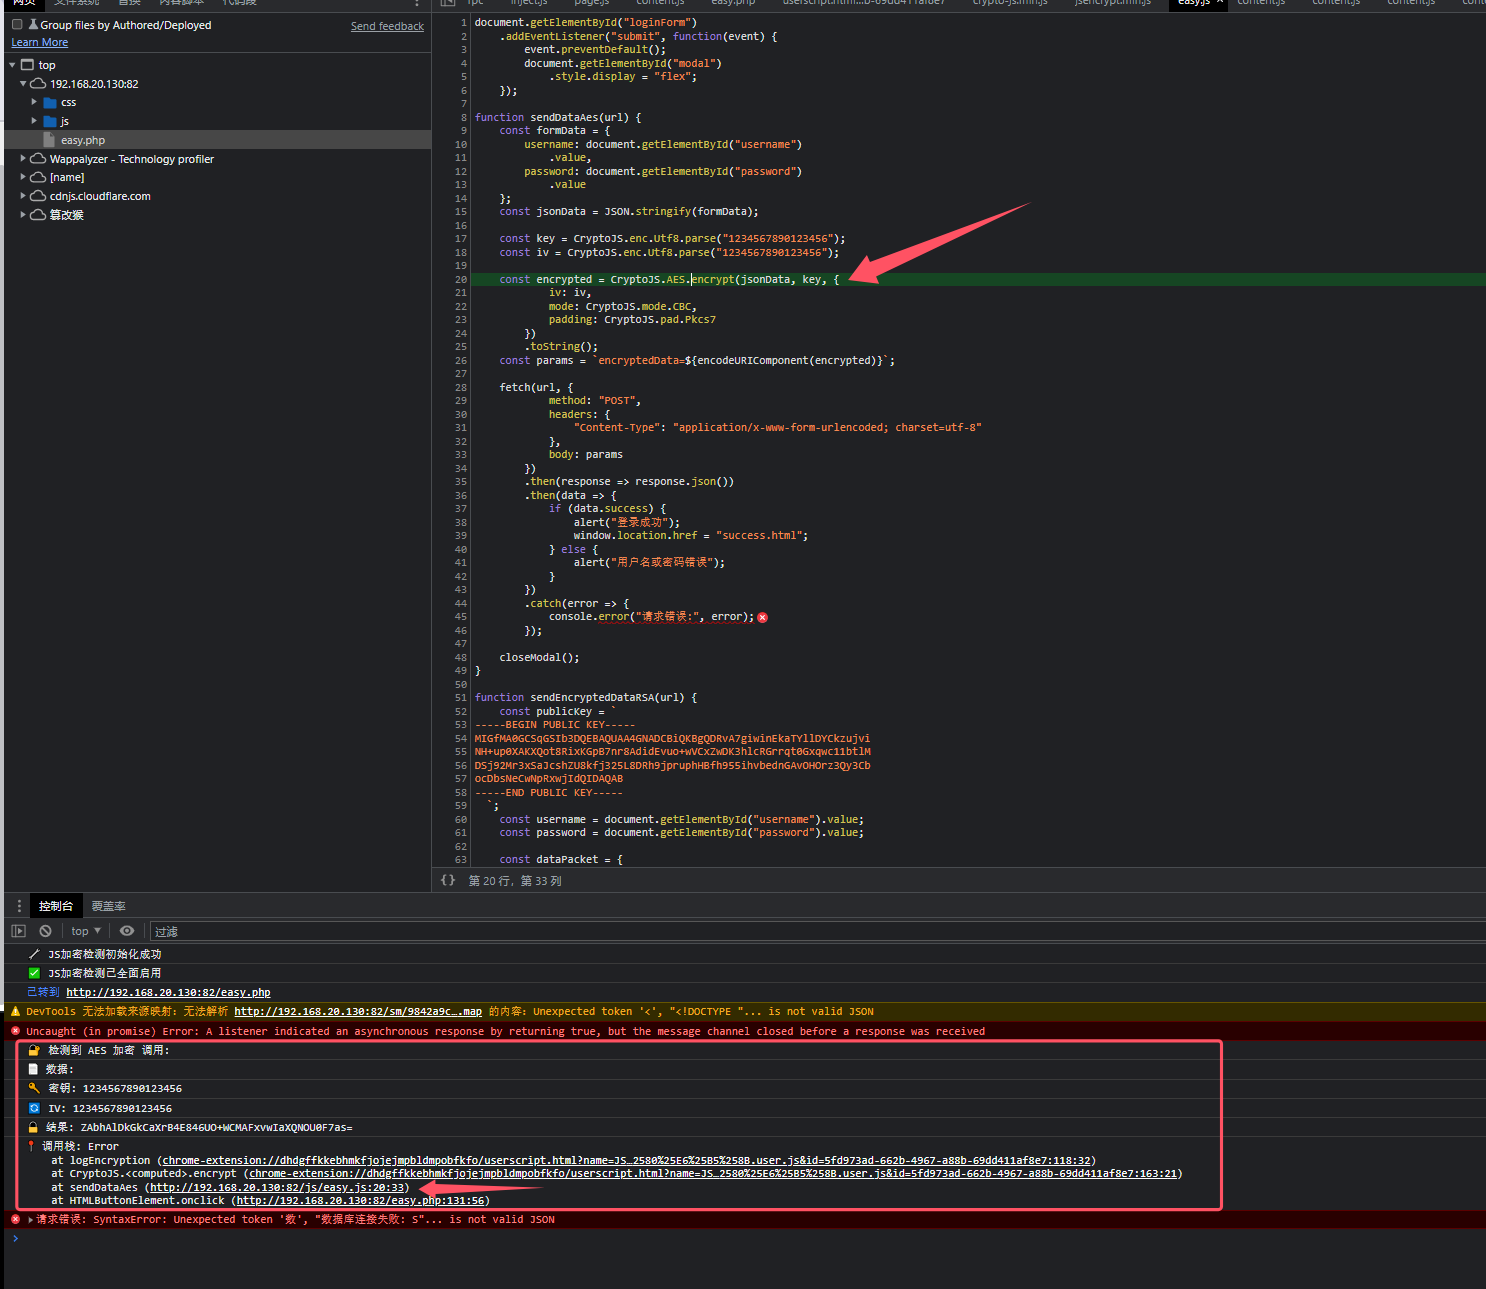 网页 文件系统 替换 内容脚本 代码段
rpc inject.js page.js content.js easy.php userscript.html…b-69dd411af8e7 crypto-js.min.js jsencrypt.min.js easy.js × content.js content.js content.js
Group files by Authored/Deployed
Send feedback
Learn More
top
192.168.20.130:82
css
js
easy.php
Wappalyzer - Technology profiler
[name]
cdnjs.cloudflare.com
篡改猴
1 document.getElementById("loginForm")
2 .addEventListener("submit", function(event) {
3 event.preventDefault();
4 document.getElementById("modal")
5 .style.display = "flex";
6 });
7
8 function sendDataAes(url) {
9 const formData = {
10 username: document.getElementById("username")
11 .value,
12 password: document.getElementById("password")
13 .value
14 };
15 const jsonData = JSON.stringify(formData);
16
17 const key = CryptoJS.enc.Utf8.parse("1234567890123456");
18 const iv = CryptoJS.enc.Utf8.parse("1234567890123456");
19
20 const encrypted = CryptoJS.AES.encrypt(jsonData, key, {
21 iv: iv,
22 mode: CryptoJS.mode.CBC,
23 padding: CryptoJS.pad.Pkcs7
24 })
25 .toString();
26 const params = `encryptedData=${encodeURIComponent(encrypted)}`;
27
28 fetch(url, {
29 method: "POST",
30 headers: {
31 "Content-Type": "application/x-www-form-urlencoded; charset=utf-8"
32 },
33 body: params
34 })
35 .then(response => response.json())
36 .then(data => {
37 if (data.success) {
38 alert("登录成功");
39 window.location.href = "success.html";
40 } else {
41 alert("用户名或密码错误");
42 }
43 })
44 .catch(error => {
45 console.error("请求错误:", error);
46 });
47
48 closeModal();
49 }
50
51 function sendEncryptedDataRSA(url) {
52 const publicKey = `
53 -----BEGIN PUBLIC KEY-----
54 MIGfMA0GCSqGSIb3DQEBAQUAA4GNADCBiQKBgQDRvA7giwinEkaTYllDYCkzujvi
55 NH+up0XAKXQot8RixKGpB7nr8AdidEvuo+wVCxZwDK3hlcRGrrqt0Gxqwc11btlM
56 DSj92Mr3xSaJcshZU8kfj325L8DRh9jpruphHBfh955ihvbednGAvOHOrz3Qy3Cb
57 ocDbsNeCwNpRxwjIdQIDAQAB
58 -----END PUBLIC KEY-----
59 `;
60 const username = document.getElementById("username").value;
61 const password = document.getElementById("password").value;
62
63 const dataPacket = {
{} 第 20 行，第 33 列
控制台 覆盖率
top 过滤
JS加密检测初始化成功
JS加密检测已全面启用
已转到 http://192.168.20.130:82/easy.php
DevTools 无法加载来源映射：无法解析 http://192.168.20.130:82/sm/9842a9c….map 的内容：Unexpected token '<', "<!DOCTYPE "... is not valid JSON
Uncaught (in promise) Error: A listener indicated an asynchronous response by returning true, but the message channel closed before a response was received
检测到 AES 加密 调用:
数据:
密钥: 1234567890123456
IV: 1234567890123456
结果: ZAbhAlDkGkCaXrB4E846UO+WCMAFxvwIaXQNOU0F7as=
调用栈: Error
at logEncryption (chrome-extension://dhdgffkkebhmkfjojejmpbldmpobfkfo/userscript.html?name=JS…2580%25E6%25B5%258B.user.js&id=5fd973ad-662b-4967-a88b-69dd411af8e7:118:32)
at CryptoJS.<computed>.encrypt (chrome-extension://dhdgffkkebhmkfjojejmpbldmpobfkfo/userscript.html?name=JS…2580%25E6%25B5%258B.user.js&id=5fd973ad-662b-4967-a88b-69dd411af8e7:163:21)
at sendDataAes (http://192.168.20.130:82/js/easy.js:20:33)
at HTMLButtonElement.onclick (http://192.168.20.130:82/easy.php:131:56)
请求错误: SyntaxError: Unexpected token '数', "数据库连接失败: S"... is not valid JSON